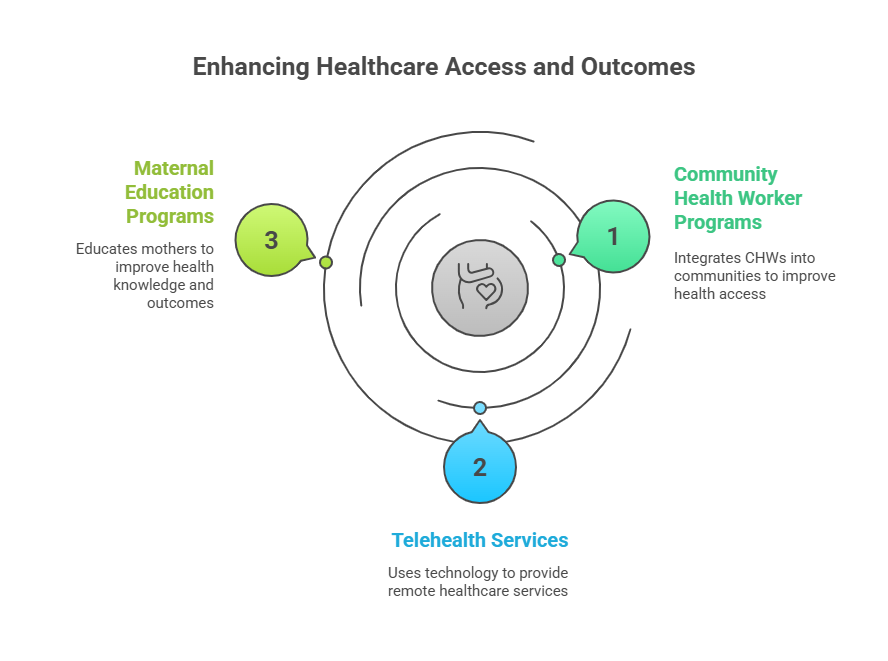 Enhancing Healthcare Access and Outcomes
1
Community
Health Worker
Programs
Integrates CHWs into
communities to improve
health access
2
Telehealth Services
Uses technology to provide
remote healthcare services
3
Maternal
Education
Programs
Educates mothers to
improve health
knowledge and
outcomes